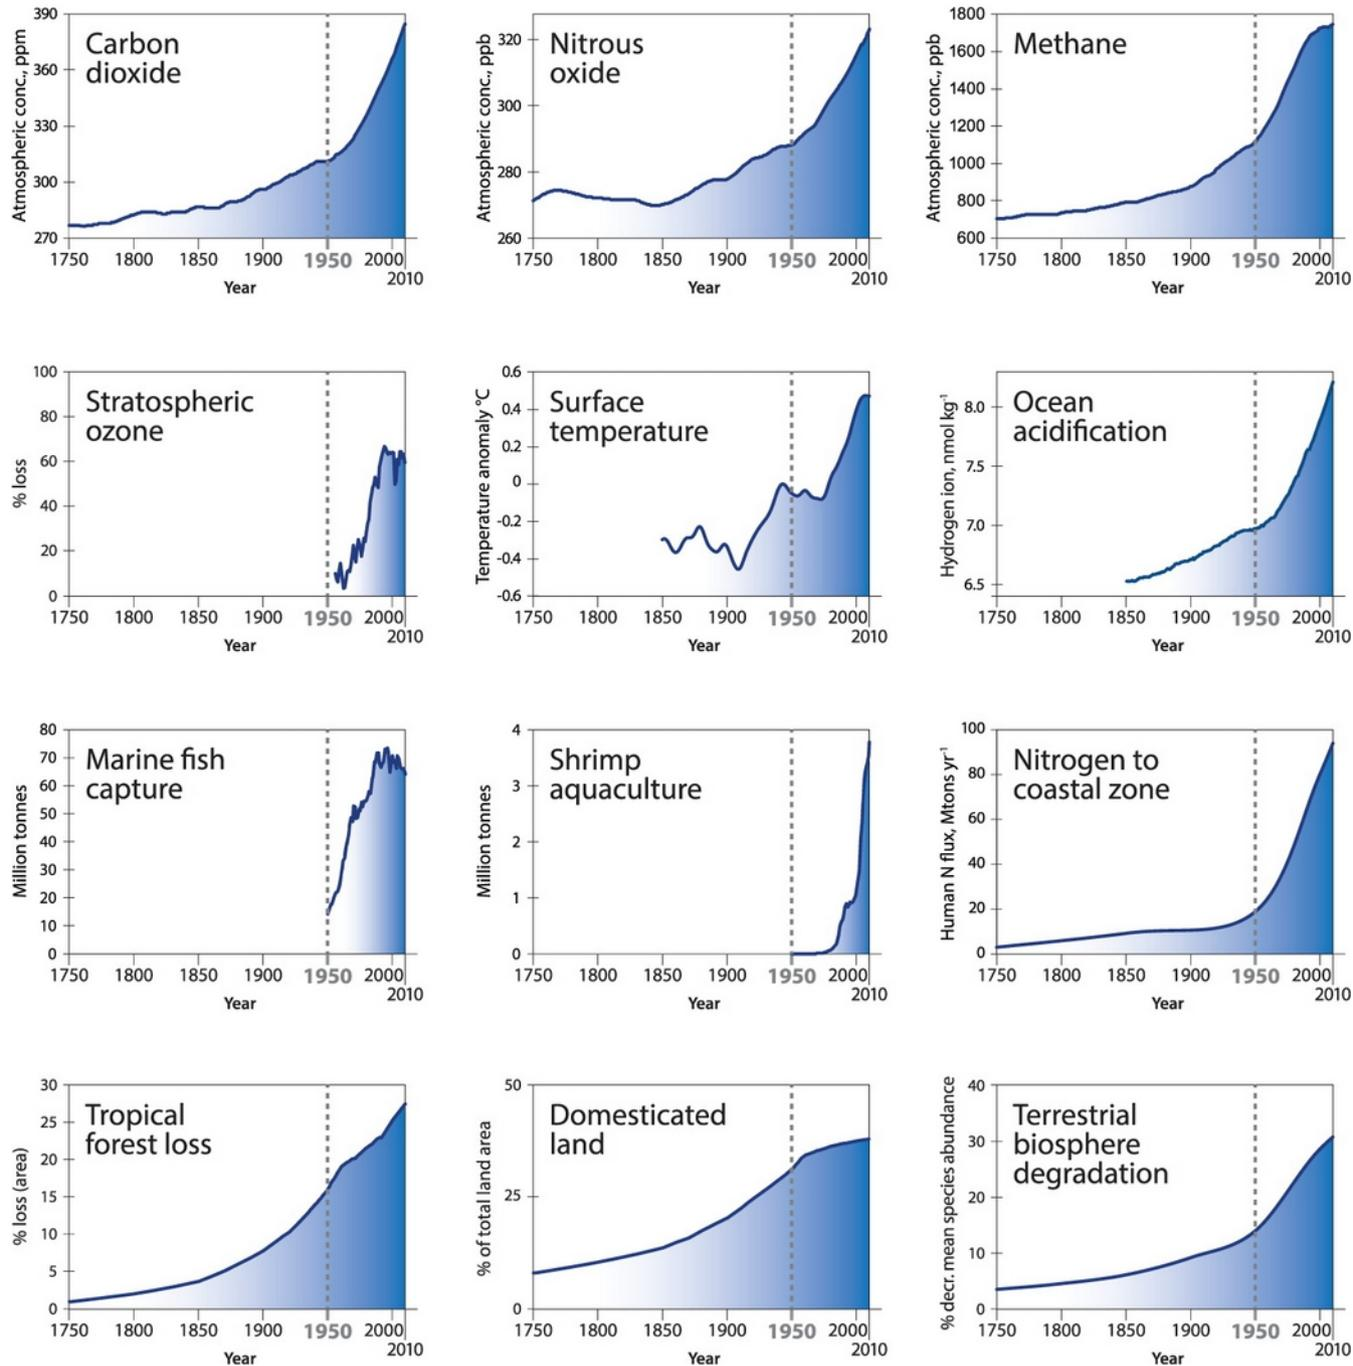 390
360
330
300
270
Atmospheric conc., ppm
Carbon
dioxide
1750 1800 1850 1900 1950 2000
2010
Year
320
300
280
260
Atmospheric conc., ppb
Nitrous
oxide
1750 1800 1850 1900 1950 2000
2010
Year
1800
1600
1400
1200
1000
800
600
Atmospheric conc., ppb
Methane
1750 1800 1850 1900 1950 2000
2010
Year
100
80
60
40
20
0
% loss
Stratospheric
ozone
1750 1800 1850 1900 1950 2000
2010
Year
0.6
0.4
0.2
0
-0.2
-0.4
-0.6
Temperature anomaly °C
Surface
temperature
1750 1800 1850 1900 1950 2000
2010
Year
8.0
7.5
7.0
6.5
Hydrogen ion, nmol kg⁻¹
Ocean
acidification
1750 1800 1850 1900 1950 2000
2010
Year
80
70
60
50
40
30
20
10
0
Million tonnes
Marine fish
capture
1750 1800 1850 1900 1950 2000
2010
Year
4
3
2
1
0
Million tonnes
Shrimp
aquaculture
1750 1800 1850 1900 1950 2000
2010
Year
100
80
60
40
20
0
Human N flux, Mtons yr⁻¹
Nitrogen to
coastal zone
1750 1800 1850 1900 1950 2000
2010
Year
30
25
20
15
10
5
0
% loss (area)
Tropical
forest loss
1750 1800 1850 1900 1950 2000
2010
Year
50
25
0
% of total land area
Domesticated
land
1750 1800 1850 1900 1950 2000
2010
Year
40
30
20
10
0
% decr. mean species abundance
Terrestrial
biosphere
degradation
1750 1800 1850 1900 1950 2000
2010
Year